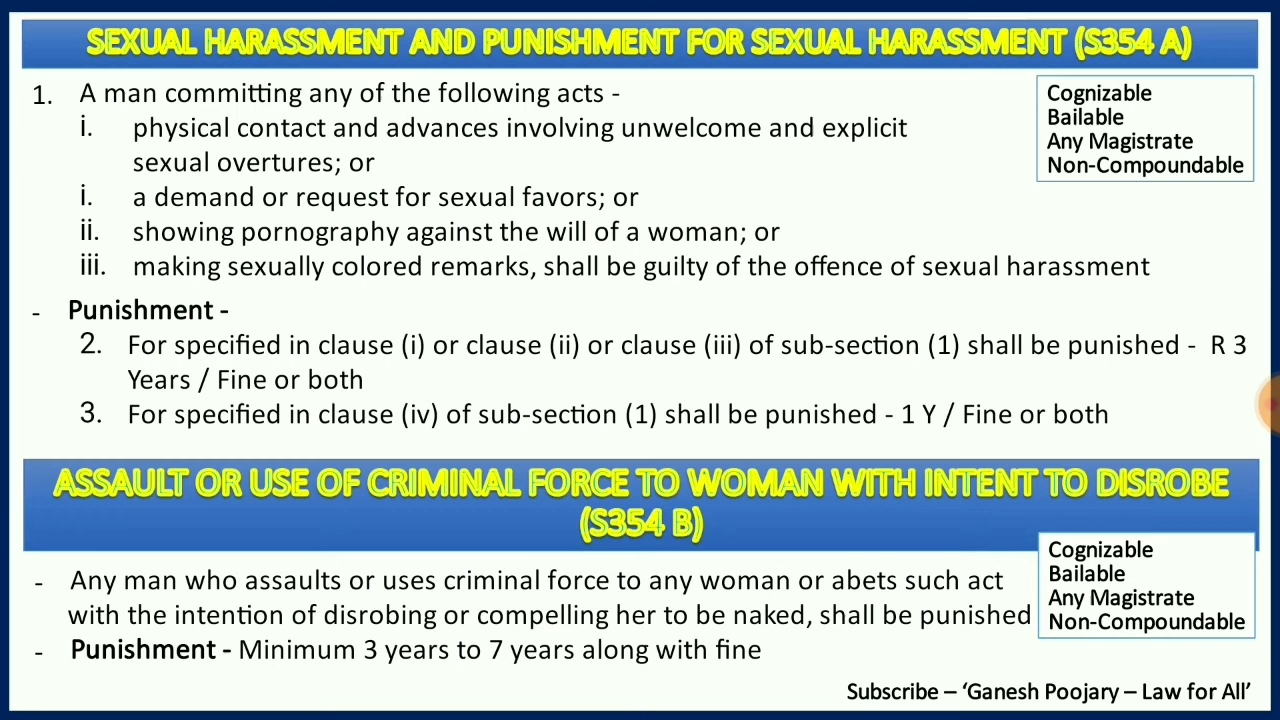 SEXUAL HARASSMENT AND PUNISHMENT FOR SEXUAL HARASSMENT (S354 A)
1. A man committing any of the following acts -
i. physical contact and advances involving unwelcome and explicit
sexual overtures; or
i. a demand or request for sexual favors; or
ii. showing pornography against the will of a woman; or
iii. making sexually colored remarks, shall be guilty of the offence of sexual harassment
Cognizable
Bailable
Any Magistrate
Non-Compoundable
- Punishment -
2. For specified in clause (i) or clause (ii) or clause (iii) of sub-section (1) shall be punished - R 3
Years / Fine or both
3. For specified in clause (iv) of sub-section (1) shall be punished - 1 Y / Fine or both
ASSAULT OR USE OF CRIMINAL FORCE TO WOMAN WITH INTENT TO DISROBE
(S354 B)
- Any man who assaults or uses criminal force to any woman or abets such act
with the intention of disrobing or compelling her to be naked, shall be punished
- Punishment - Minimum 3 years to 7 years along with fine
Cognizable
Bailable
Any Magistrate
Non-Compoundable
Subscribe – ‘Ganesh Poojary – Law for All’